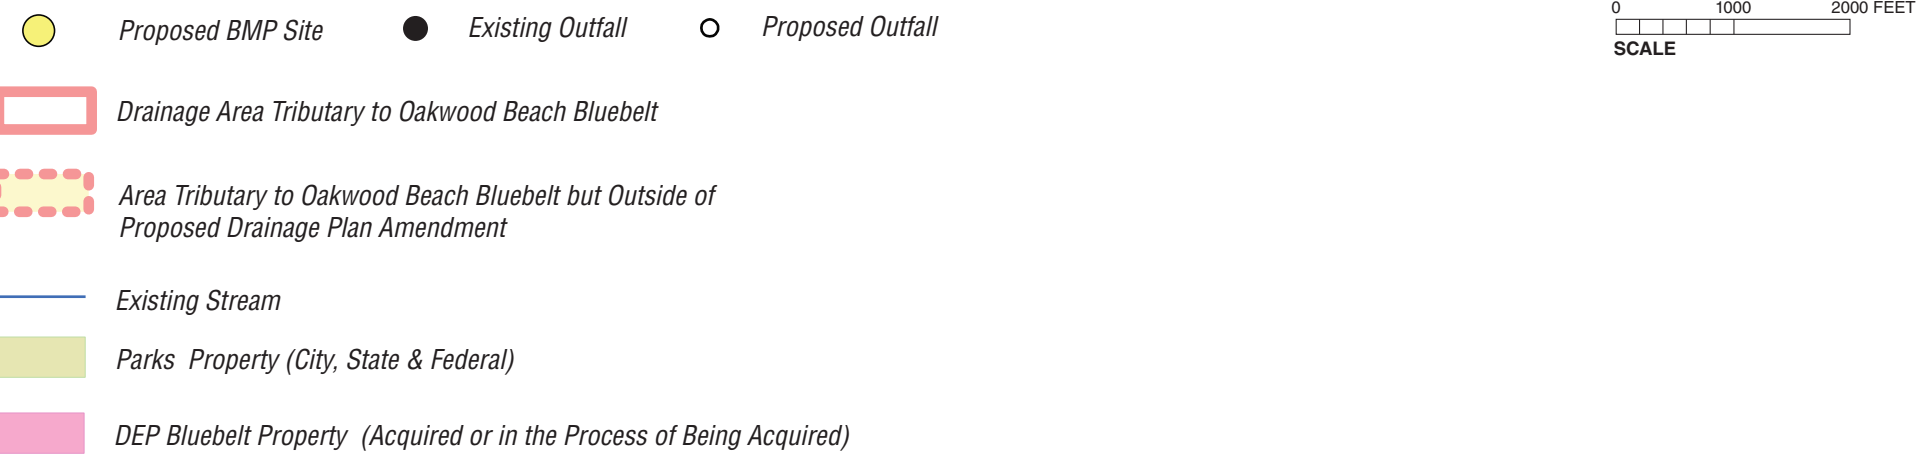 Proposed BMP Site
Existing Outfall
Proposed Outfall
0 1000 2000 FEET
SCALE
Drainage Area Tributary to Oakwood Beach Bluebelt
Area Tributary to Oakwood Beach Bluebelt but Outside of
Proposed Drainage Plan Amendment
Existing Stream
Parks Property (City, State & Federal)
DEP Bluebelt Property (Acquired or in the Process of Being Acquired)